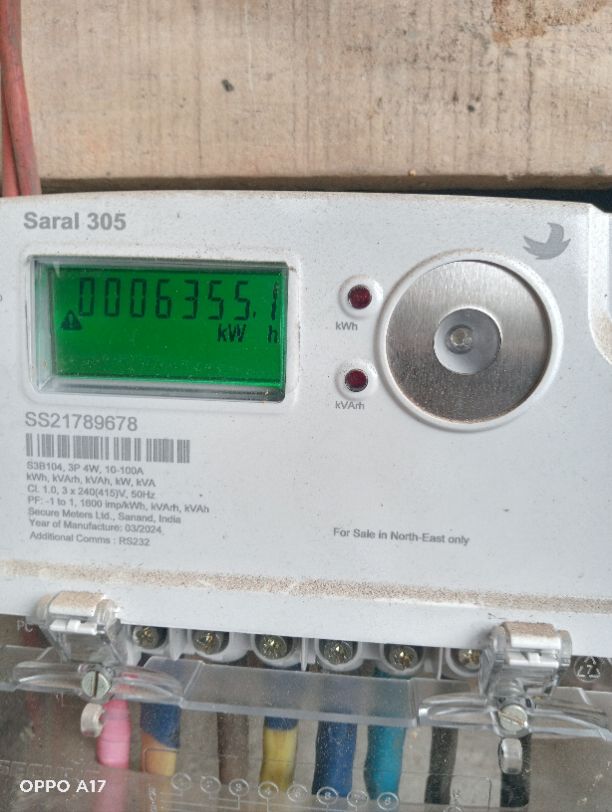 Saral 305
0006355.1
kW h
kWh
kVArh
SS21789678
S3B104, 3P 4W, 10-100A
kWh, kVArh, kVAh, kW, kVA
Cl. 1.0, 3 x 240(415)V, 50Hz
PF: -1 to 1, 1600 imp/kWh, kVArh, kVAh
Secure Meters Ltd., Sanand, India
Year of Manufacture: 03/2024
Additional Comms : RS232
For Sale in North-East only
OPPO A17